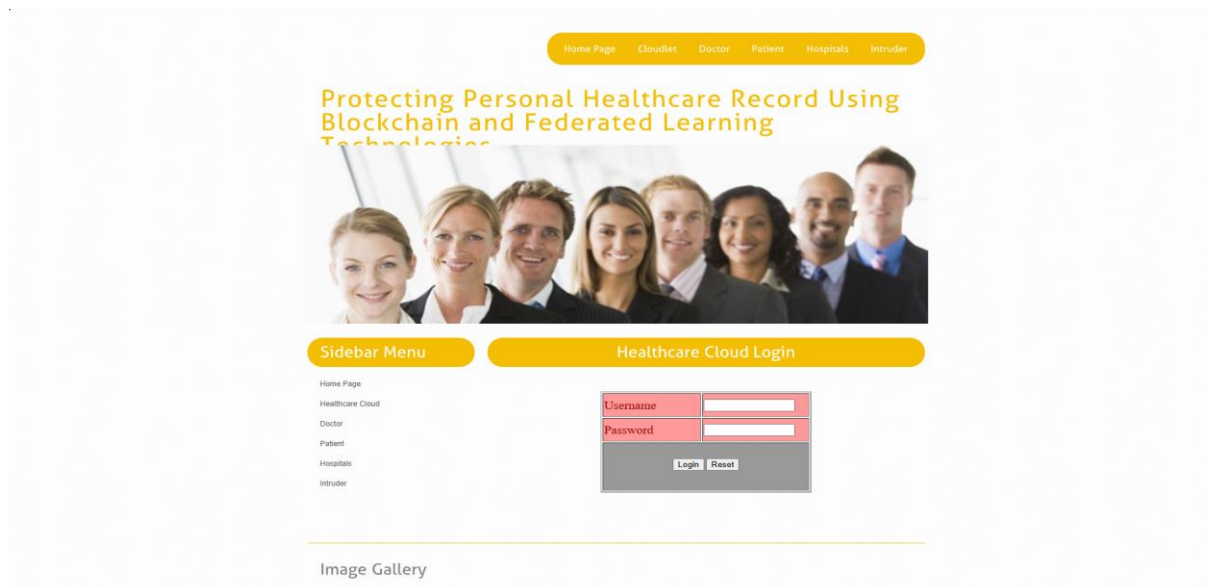 Home Page Cloudlet Doctor Patient Hospitals Intruder
Protecting Personal Healthcare Record Using
Blockchain and Federated Learning
Technologies
Sidebar Menu
Healthcare Cloud Login
Home Page
Healthcare Cloud
Doctor
Patient
Hospitals
Intruder
Username
Password
Login Reset
Image Gallery